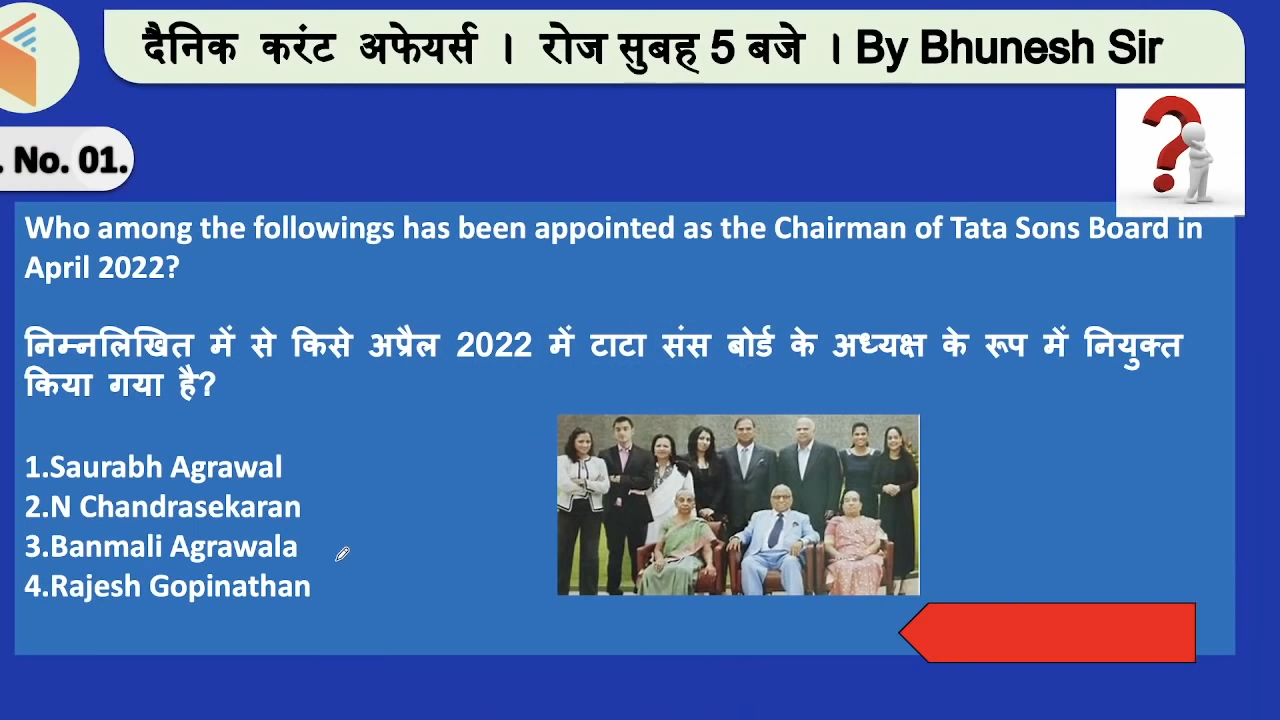 दैनिक करंट अफेयर्स । रोज सुबह 5 बजे । By Bhunesh Sir
. No. 01.
Who among the followings has been appointed as the Chairman of Tata Sons Board in
April 2022?
निम्नलिखित में से किसे अप्रैल 2022 में टाटा संस बोर्ड के अध्यक्ष के रूप में नियुक्त
किया गया है?
1.Saurabh Agrawal
2.N Chandrasekaran
3.Banmali Agrawala
4.Rajesh Gopinathan